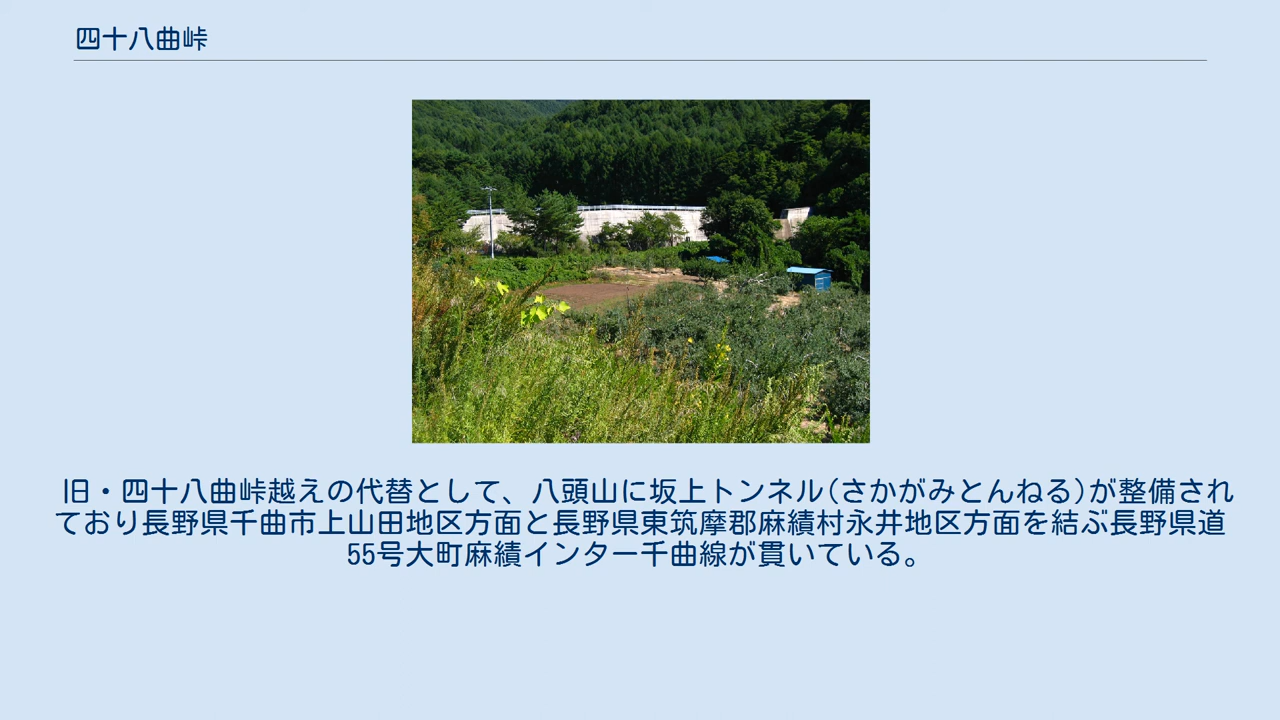 四十八曲峠
旧・四十八曲峠越えの代替として、八頭山に坂上トンネル(さかがみとんねる)が整備され
ており長野県千曲市上山田地区方面と長野県東筑摩郡麻績村永井地区方面を結ぶ長野県道
55号大町麻績インター千曲線が貫いている。